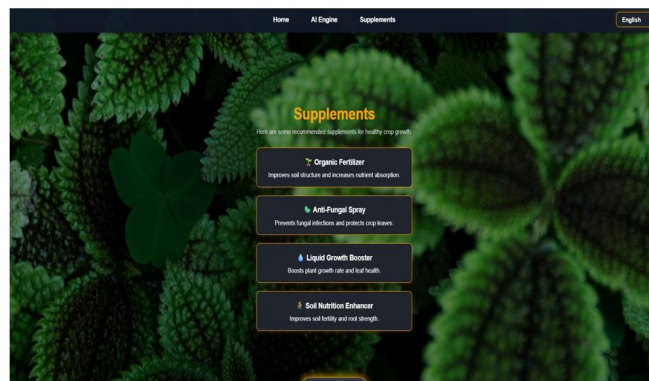 Home AI Engine Supplements English
Supplements
Here are some recommended supplements for healthy crop growth.
Organic Fertilizer
Improves soil structure and increases nutrient absorption.
Anti-Fungal Spray
Prevents fungal infections and protects crop leaves.
Liquid Growth Booster
Boosts plant growth rate and leaf health.
Soil Nutrition Enhancer
Improves soil fertility and root strength.